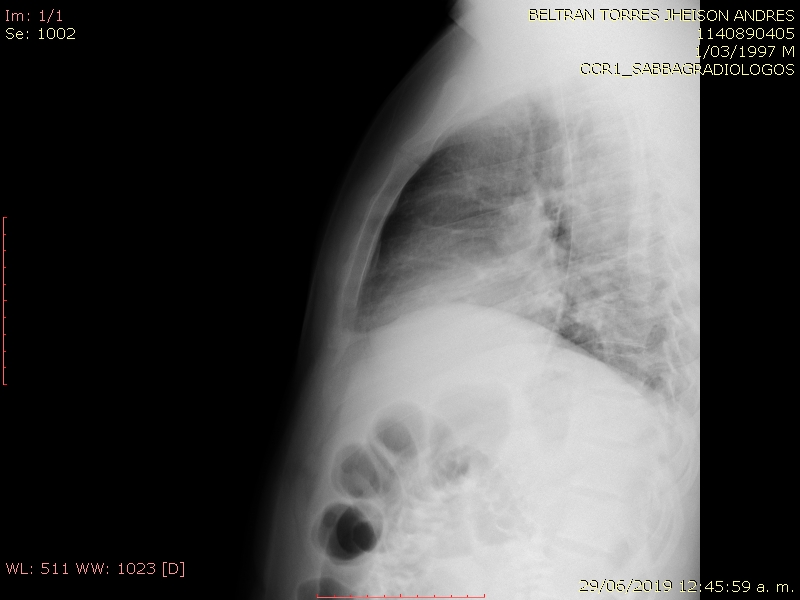 Im: 1/1
Se: 1002
BELTRAN TORRES JHEISON ANDRES
1140890405
1/03/1997 M
CCR1_SABBAGRADIOLOGOS
WL: 511 WW: 1023 [D]
29/06/2019 12:45:59 a. m.